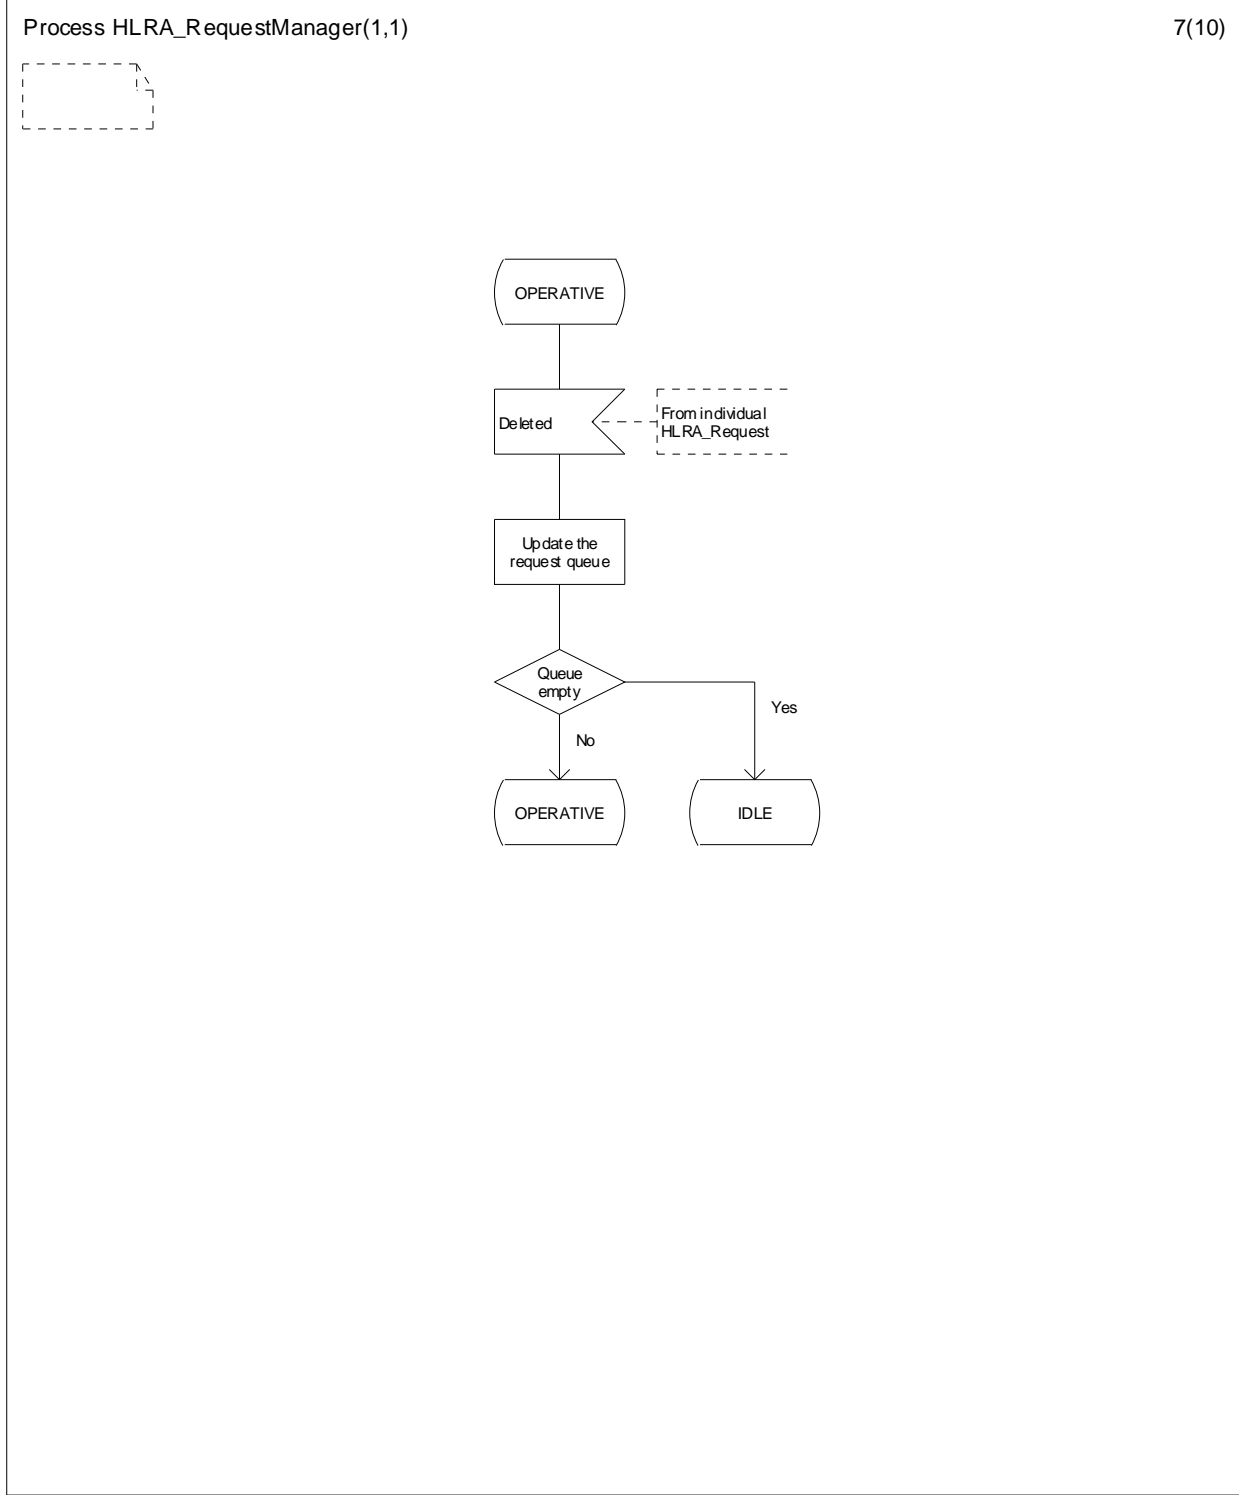 Process HLRA_RequestManager(1,1)
7(10)
OPERATIVE
Deleted
From individual
HLRA_Request
Update the
request queue
Queue
empty
Yes
No
OPERATIVE
IDLE